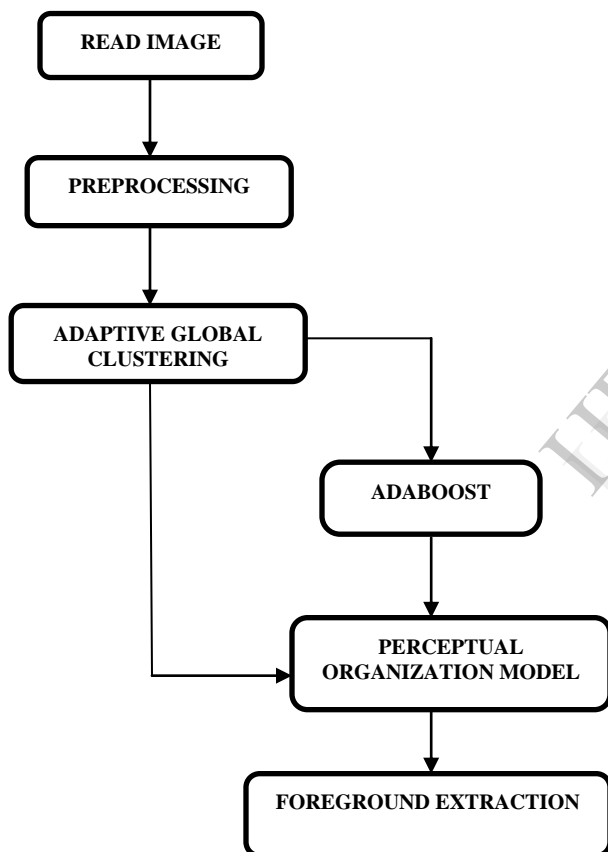 READ IMAGE
PREPROCESSING
ADAPTIVE GLOBAL
CLUSTERING
ADABOOST
PERCEPTUAL
ORGANIZATION MODEL
FOREGROUND EXTRACTION